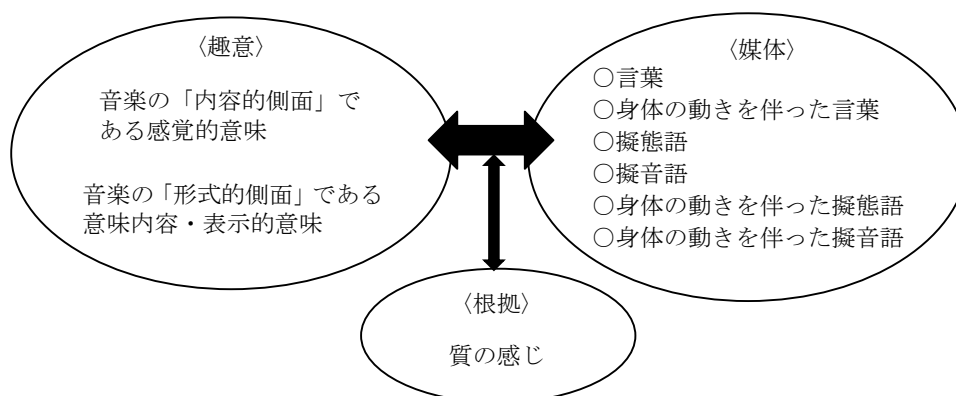 〈趣意〉
音楽の「内容的側面」で
ある感覚的意味
音楽の「形式的側面」である
意味内容・表示的意味
〈媒体〉
○言葉
○身体の動きを伴った言葉
○擬態語
○擬音語
○身体の動きを伴った擬態語
○身体の動きを伴った擬音語
〈根拠〉
質の感じ